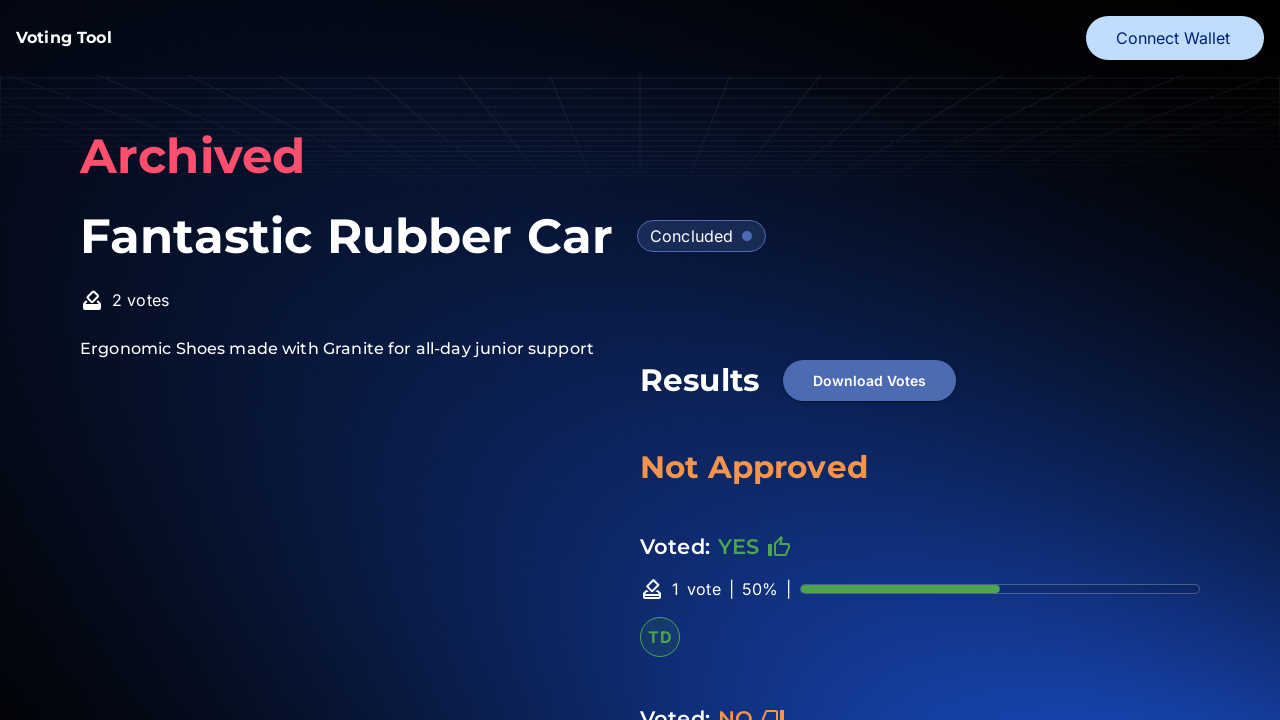 Voting Tool
Connect Wallet
Archived
Fantastic Rubber Car
Concluded
2 votes
Ergonomic Shoes made with Granite for all-day junior support
Results
Download Votes
Not Approved
Voted: YES
1 vote | 50% |
TD
Voted: NO